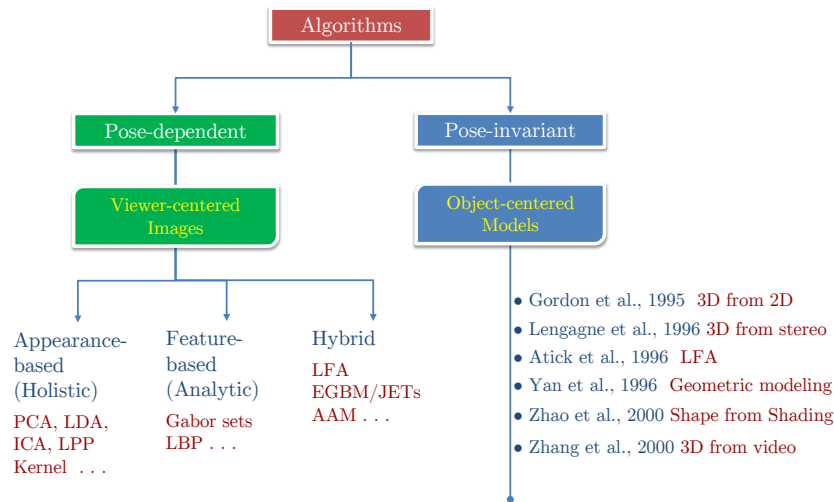 Algorithms
Pose-dependent
Pose-invariant
Viewer-centered
Images
Object-centered
Models
Appearance-
based
(Holistic)
PCA, LDA,
ICA, LPP
Kernel . . .
Feature-
based
(Analytic)
Gabor sets
LBP . . .
Hybrid
LFA
EGBM/JETs
AAM . . .
• Gordon et al., 1995 3D from 2D
• Lengagne et al., 1996 3D from stereo
• Atick et al., 1996 LFA
• Yan et al., 1996 Geometric modeling
• Zhao et al., 2000 Shape from Shading
• Zhang et al., 2000 3D from video